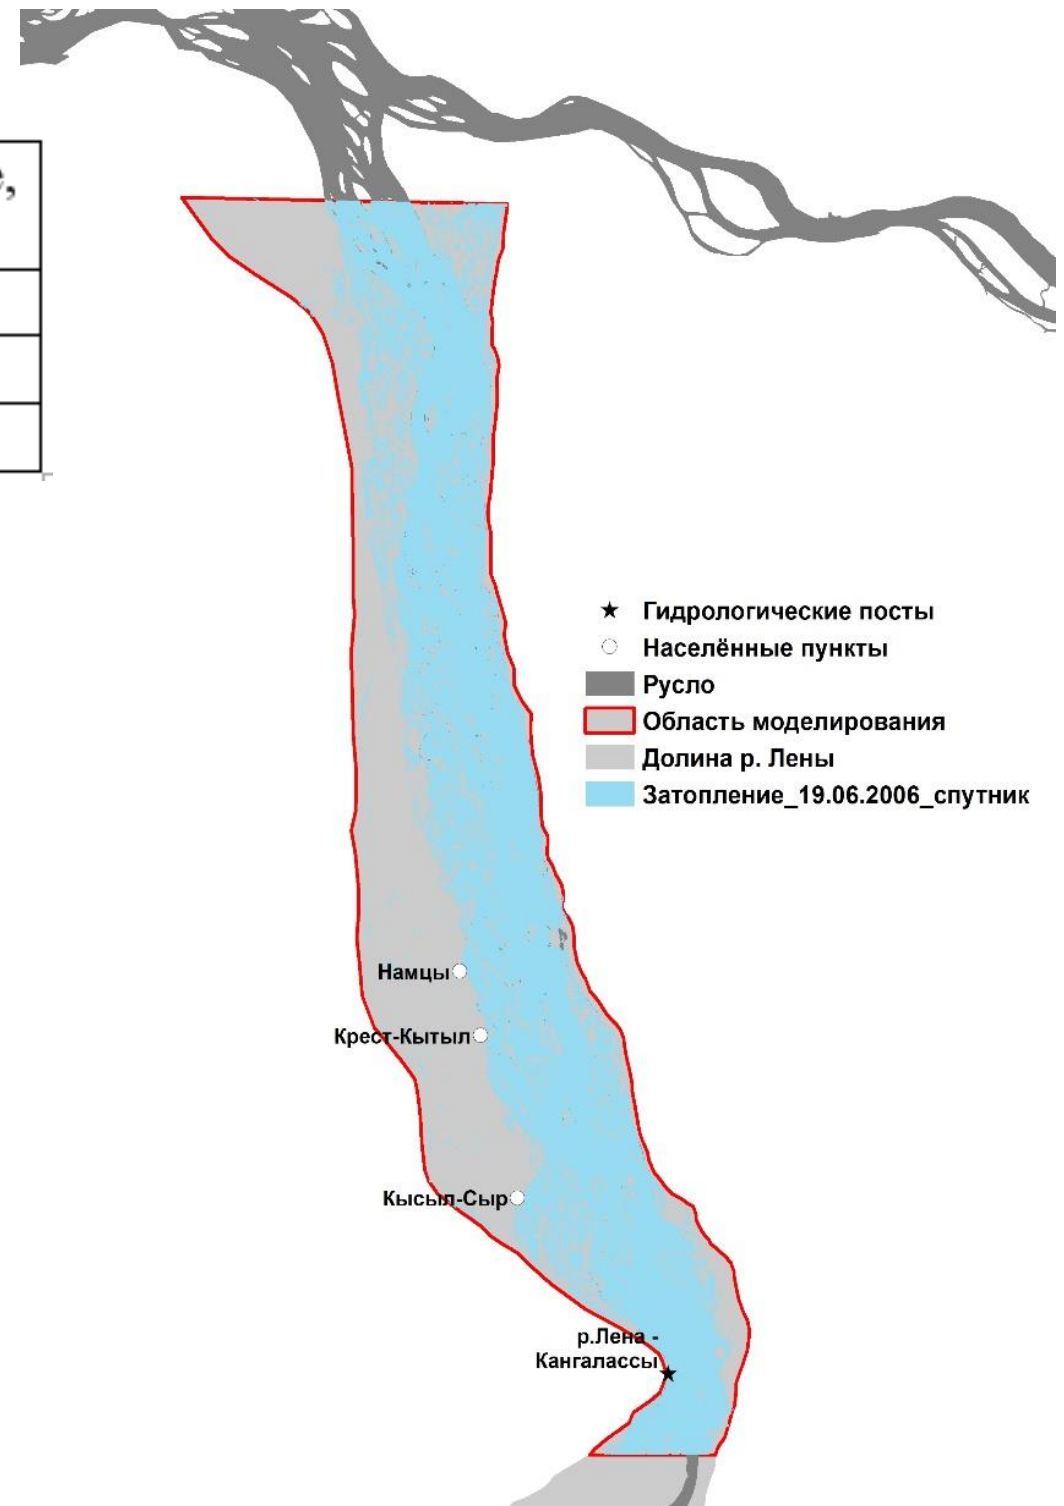 Гидрологические посты
Населённые пункты
Русло
Область моделирования
Долина р. Лены
Затопление_19.06.2006_спутник
Намцы
Крест-Кытыл
Кысыл-Сыр
р.Лена -
Кангалассы